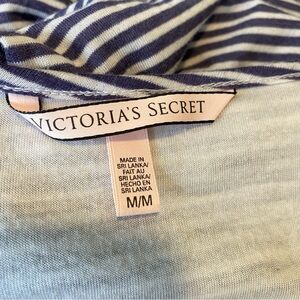 VICTORIA'S SECRET
MADE IN
SRI LANKA/
FAIT AU
SRI LANKA/
HECHO EN
SRI LANKA
M/M